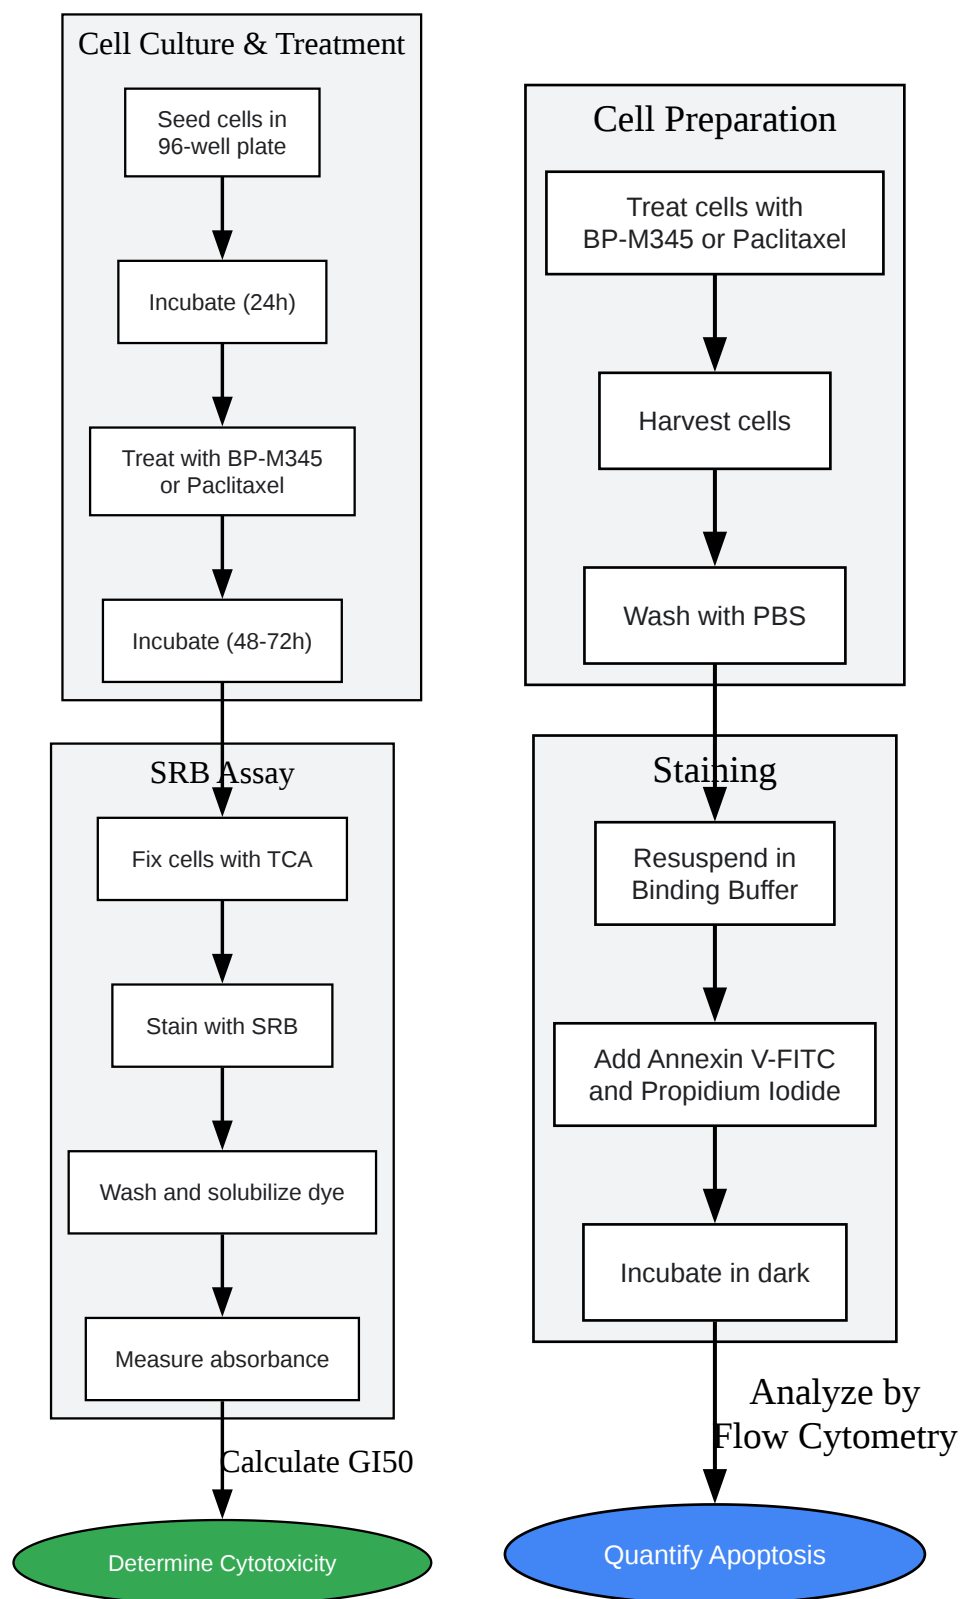 Cell Culture & Treatment
Seed cells in
96-well plate
Incubate (24h)
Treat with BP-M345
or Paclitaxel
Incubate (48-72h)
SRB Assay
Fix cells with TCA
Stain with SRB
Wash and solubilize dye
Measure absorbance
Calculate GI50
Determine Cytotoxicity
Cell Preparation
Treat cells with
BP-M345 or Paclitaxel
Harvest cells
Wash with PBS
Staining
Resuspend in
Binding Buffer
Add Annexin V-FITC
and Propidium Iodide
Incubate in dark
Analyze by
Flow Cytometry
Quantify Apoptosis